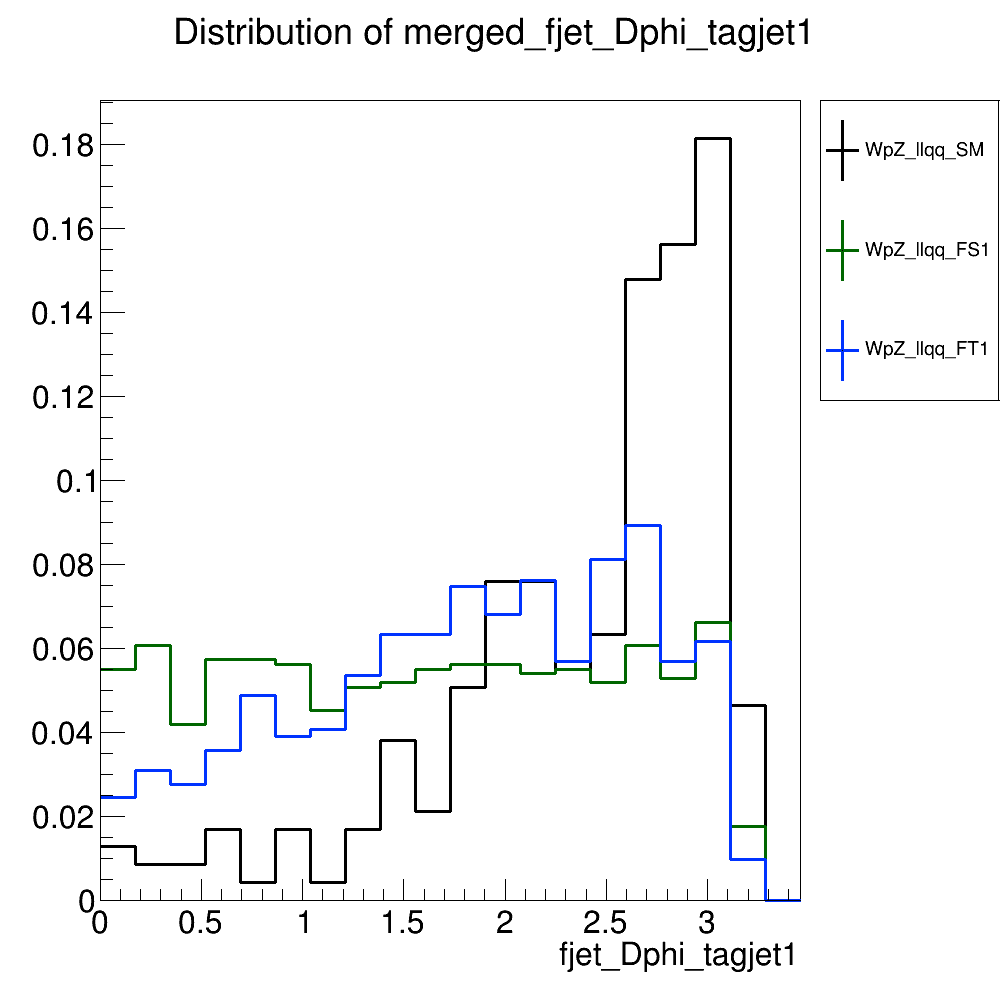 Distribution of merged_fjet_Dphi_tagjet1
WpZ_llqq_SM
WpZ_llqq_FS1
WpZ_llqq_FT1
0.18
0.16
0.14
0.12
0.1
0.08
0.06
0.04
0.02
0
0 0.5 1 1.5 2 2.5 3
fjet_Dphi_tagjet1